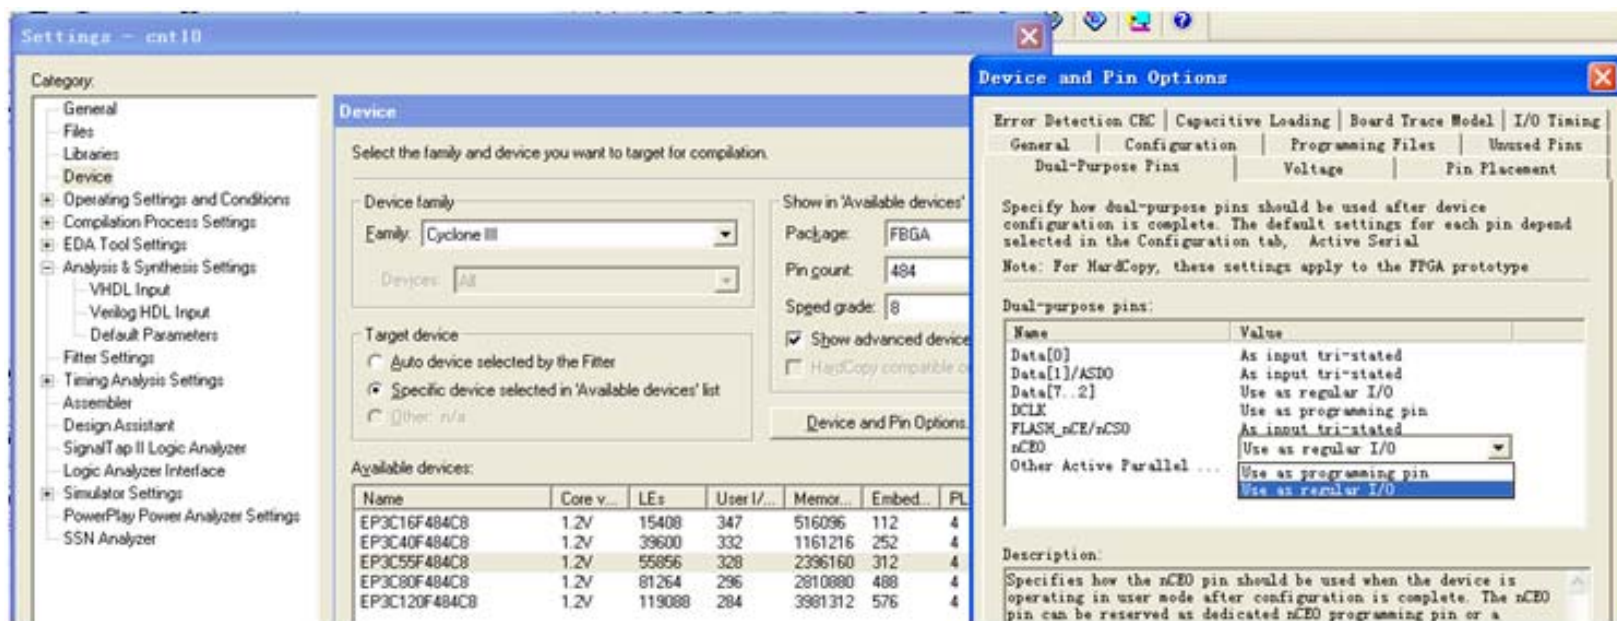 Settings - cnt10
Category:
General
Files
Libraries
Device
Operating Settings and Conditions
Compilation Process Settings
EDA Tool Settings
Analysis & Synthesis Settings
VHDL Input
Verilog HDL Input
Default Parameters
Fitter Settings
Timing Analysis Settings
Assembler
Design Assistant
SignalTap II Logic Analyzer
Logic Analyzer Interface
Simulator Settings
PowerPlay Power Analyzer Settings
SSN Analyzer
Device
Select the family and device you want to target for compilation.
Device family
Family: Cyclone III
Devices: All
Target device
Auto device selected by the Fitter
Specific device selected in 'Available devices' list
Other: n/a
Show in 'Available devices'
Package: FBGA
Pin count: 484
Speed grade: 8
Show advanced device
HardCopy compatible
Device and Pin Options.
Available devices:
Name Core v... LEs User I/... Memor... Embed... PL
EP3C16F484C8 1.2V 15408 347 516096 112 4
EP3C40F484C8 1.2V 39600 332 1161216 252 4
EP3C55F484C8 1.2V 55856 328 2396160 312 4
EP3C80F484C8 1.2V 81264 296 2810880 488 4
EP3C120F484C8 1.2V 119088 284 3981312 576 4
Device and Pin Options
Error Detection CRC Capacitive Loading Board Trace Model I/O Timing
General Configuration Programming Files Unused Pins
Dual-Purpose Pins Voltage Pin Placement
Specify how dual-purpose pins should be used after device
configuration is complete. The default settings for each pin depend
selected in the Configuration tab, Active Serial
Note: For HardCopy, these settings apply to the FPGA prototype
Dual-purpose pins:
Name Value
Data[0] As input tri-stated
Data[1]/ASDO As input tri-stated
Data[7..2] Use as regular I/O
DCLK Use as programming pin
FLASH_nCE/nCSO As input tri-stated
nCEO Use as regular I/O
Other Active Parallel ... Use as programming pin
Use as regular I/O
Description:
Specifies how the nCEO pin should be used when the device is
operating in user mode after configuration is complete. The nCEO
pin can be reserved as dedicated nCEO programming pin or a